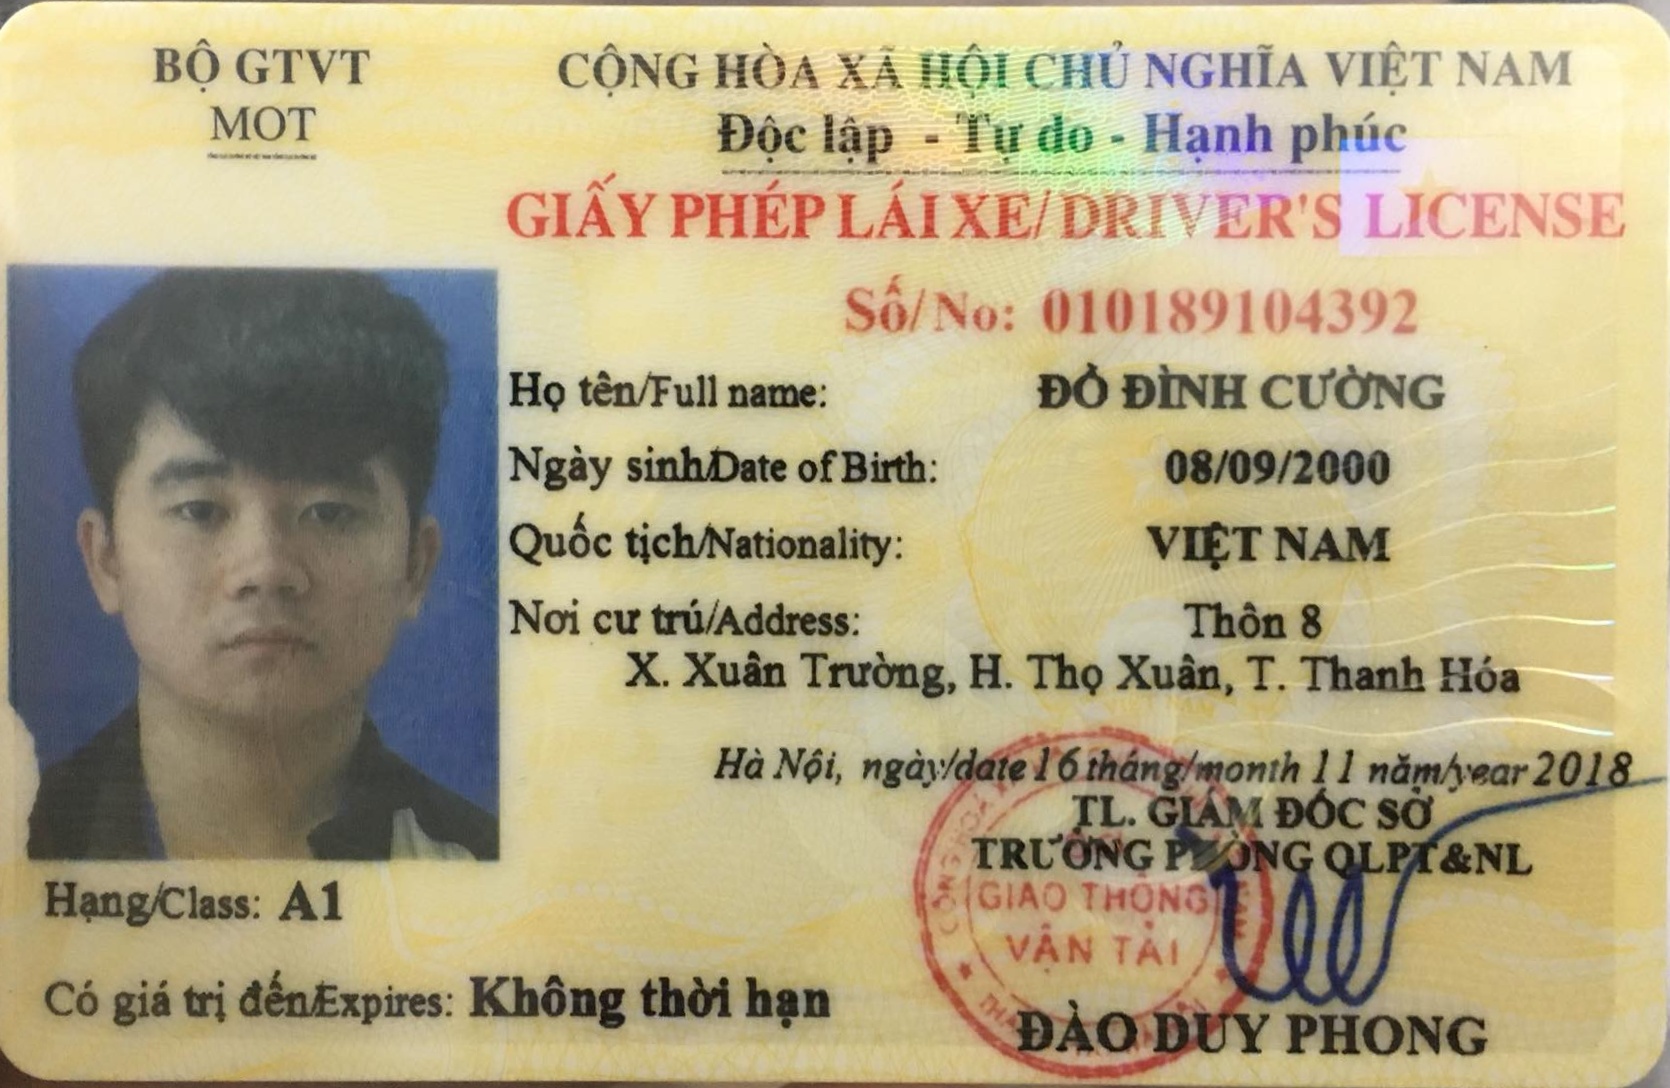 BỘ GTVT
MOT
CỘNG HÒA XÃ HỘI CHỦ NGHĨA VIỆT NAM
Độc lập - Tự do - Hạnh phúc
GIẤY PHÉP LÁI XE/ DRIVER'S LICENSE
Số/No: 010189104392
Họ tên/Full name: ĐỖ ĐÌNH CƯỜNG
Ngày sinh/Date of Birth: 08/09/2000
Quốc tịch/Nationality: VIỆT NAM
Nơi cư trú/Address: Thôn 8
X. Xuân Trường, H. Thọ Xuân, T. Thanh Hóa
Hà Nội, ngày/date 16 tháng/month 11 năm/year 2018
TL. GIÁM ĐỐC SỞ
TRƯỞNG PHÒNG QLPT&NL
GIAO THÔNG
VẬN TẢI
ĐÀO DUY PHONG
Hạng/Class: A1
Có giá trị đến/Expires: Không thời hạn